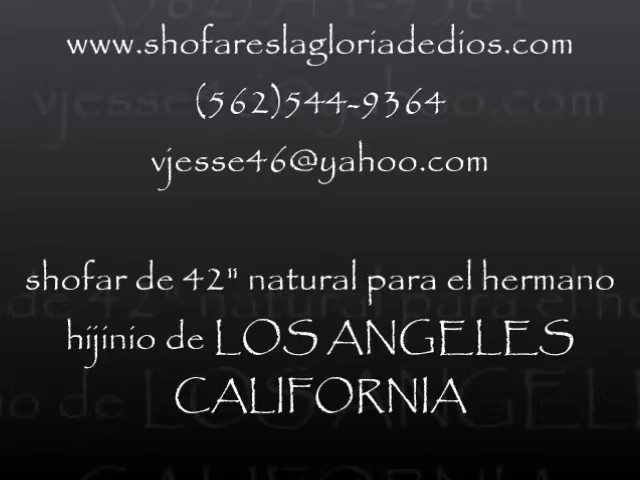 www.shofareslagloriadedios.com
(562)544-9364
vjesse46@yahoo.com
shofar de 42" natural para el hermano
hijinio de LOS ANGELES
CALIFORNIA